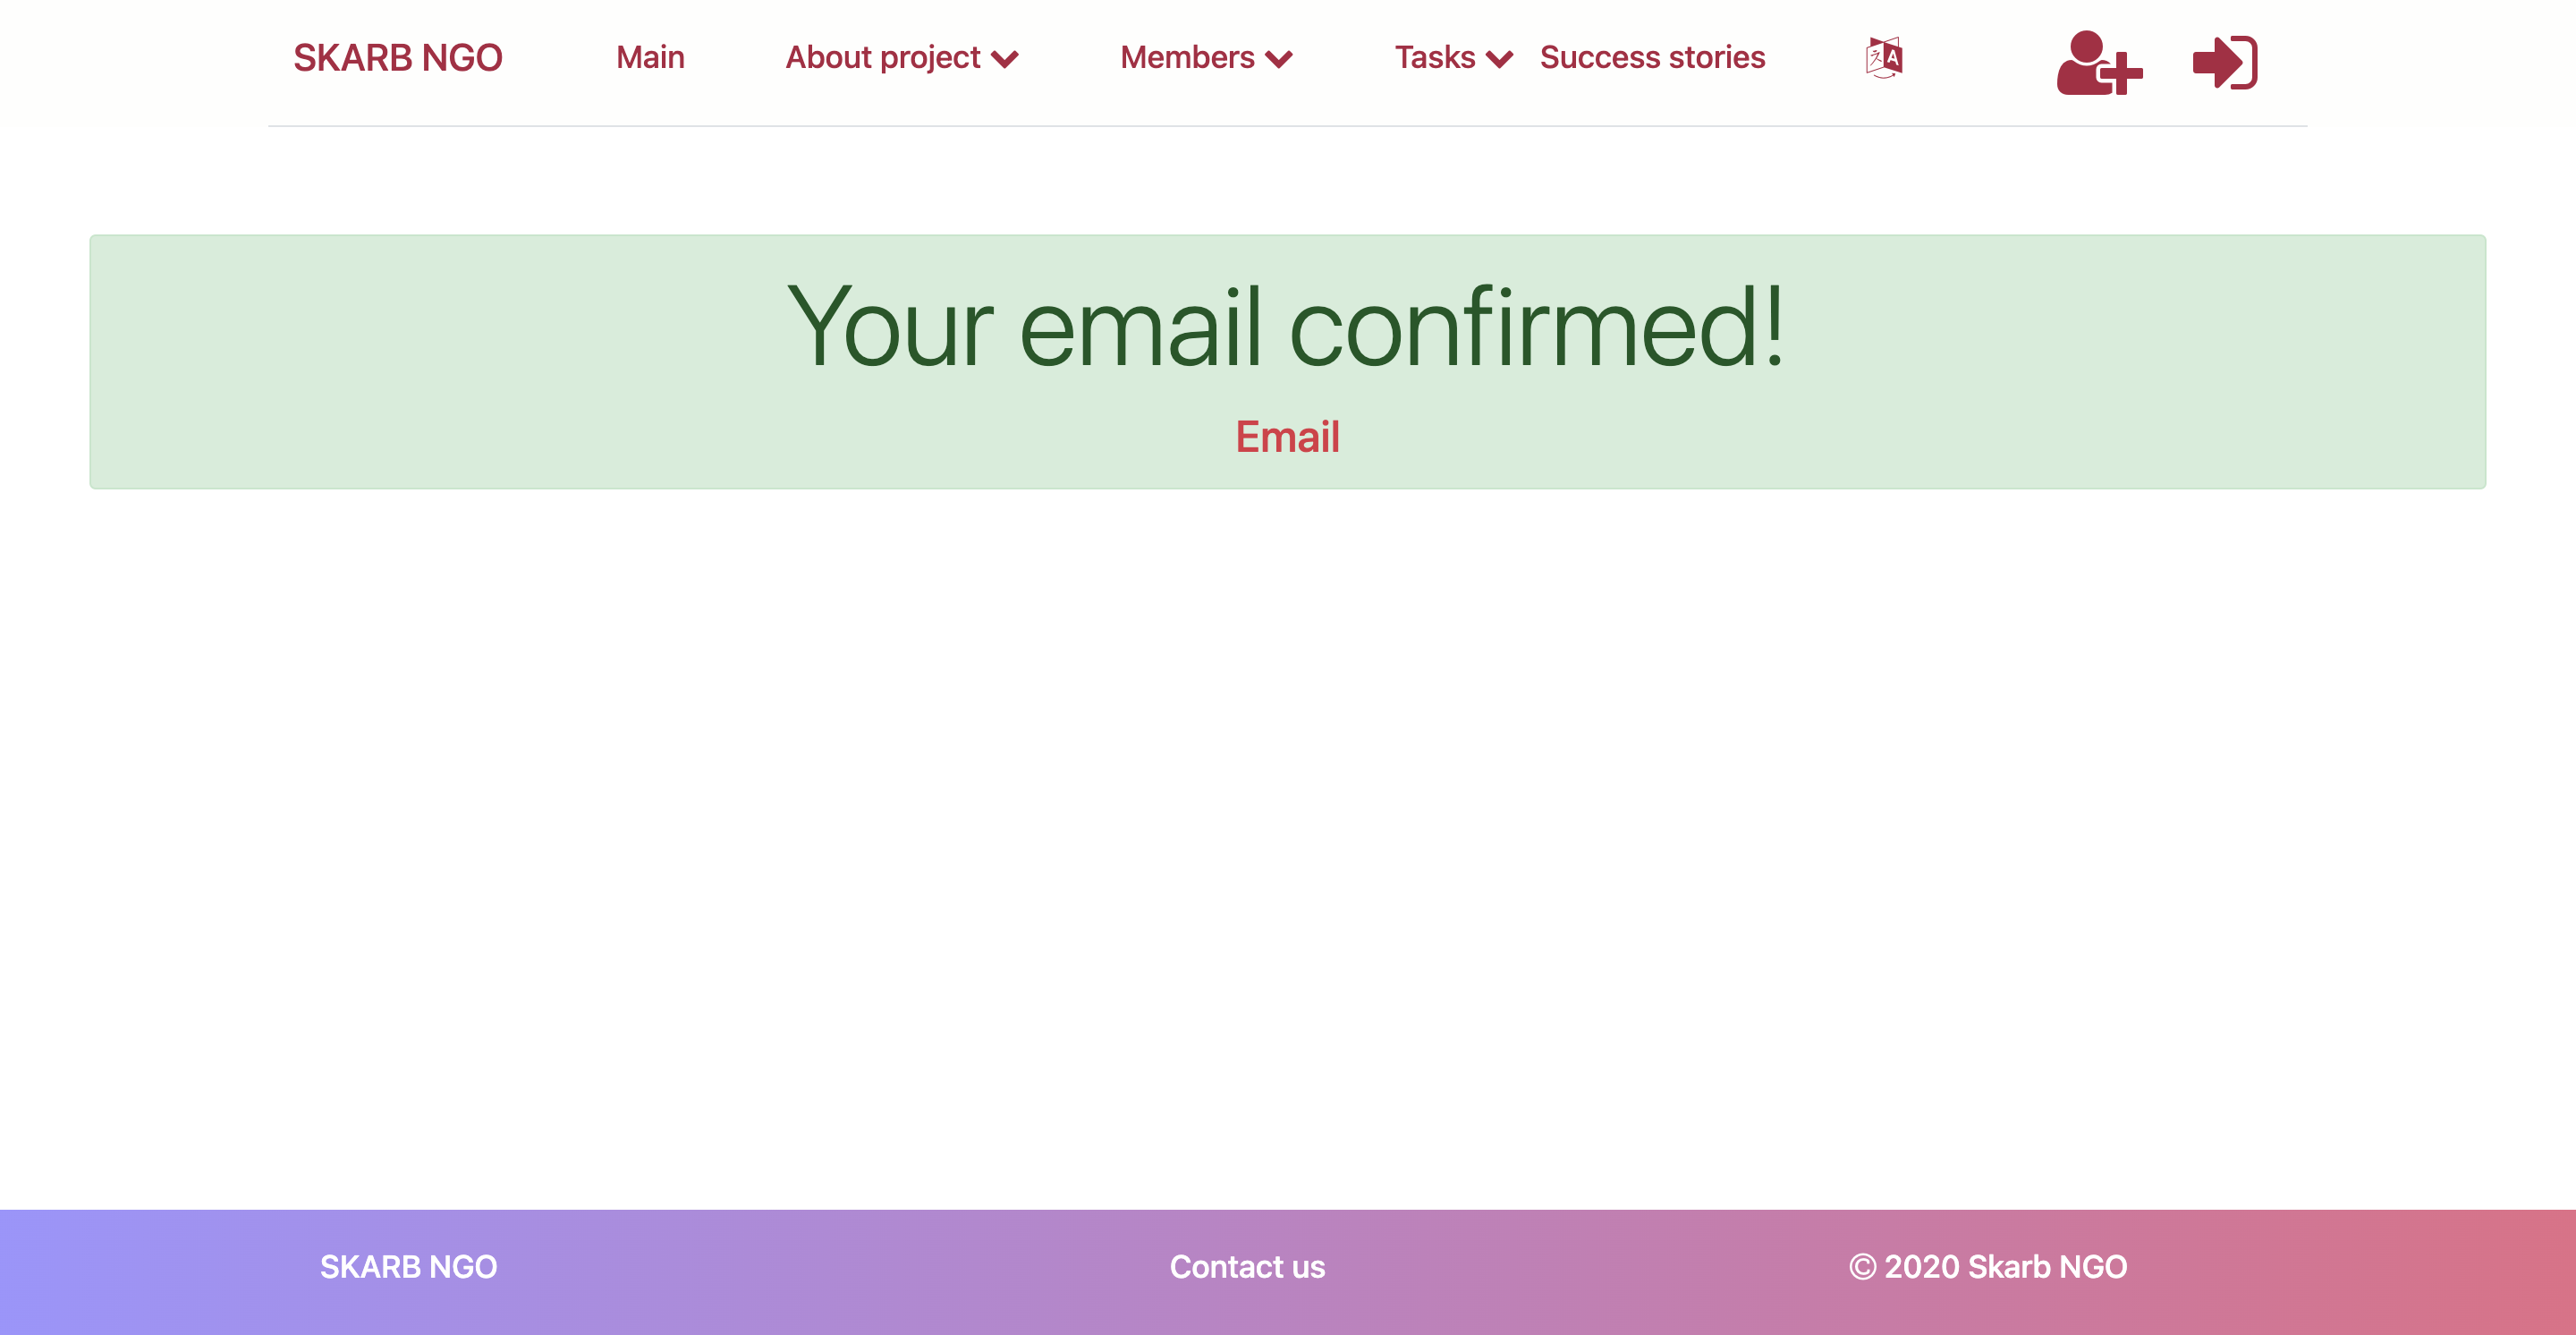 SKARB NGO Main About project Members Tasks Success stories
Your email confirmed!
Email
SKARB NGO Contact us © 2020 Skarb NGO